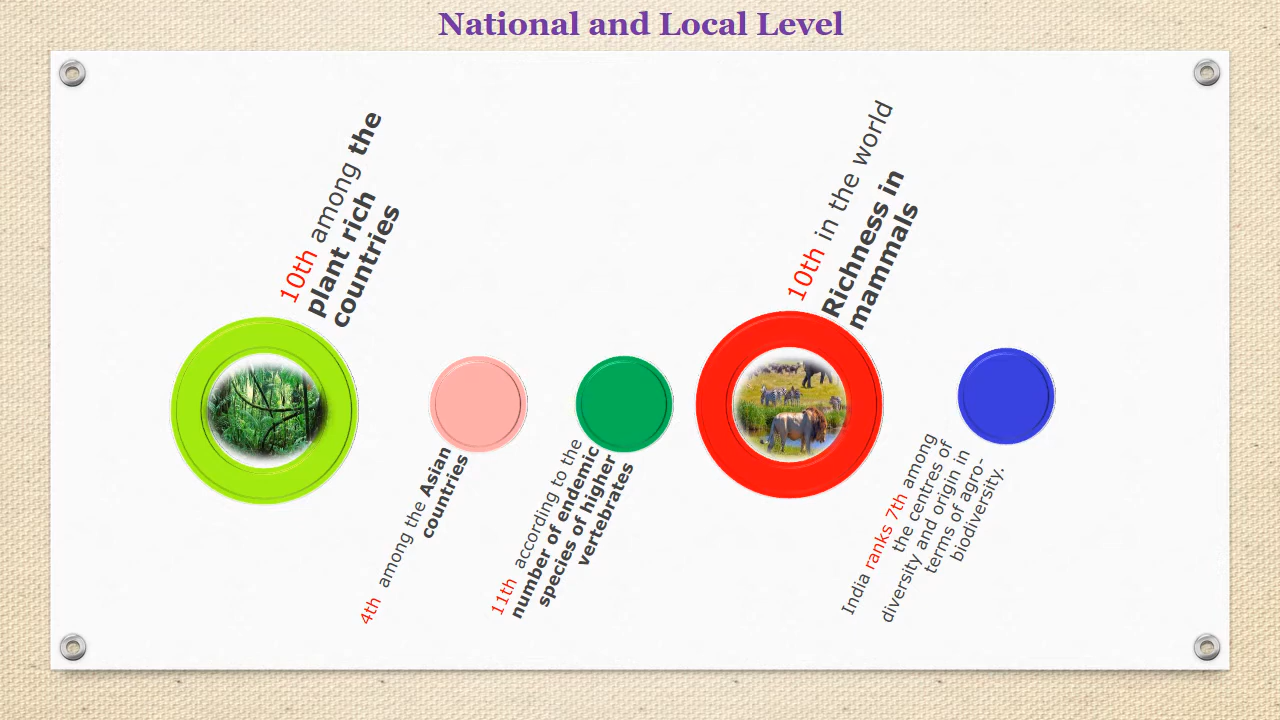 National and Local Level
10th among the
plant rich
countries
4th among the Asian
countries
11th according to the
number of endemic
species of higher
vertebrates
10th in the world
Richness in
mammals
India ranks 7th among
the centres of
diversity and origin in
terms of agro-
biodiversity.